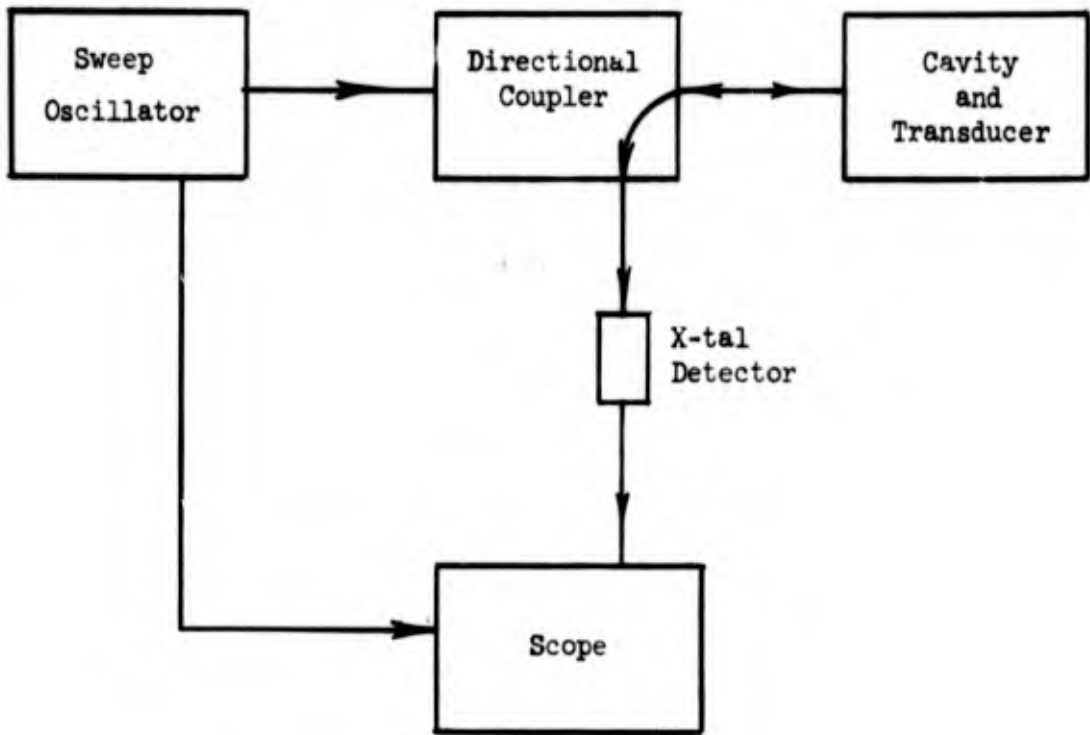 Sweep
Oscillator
Directional
Coupler
Cavity
and
Transducer
X-tal
Detector
Scope